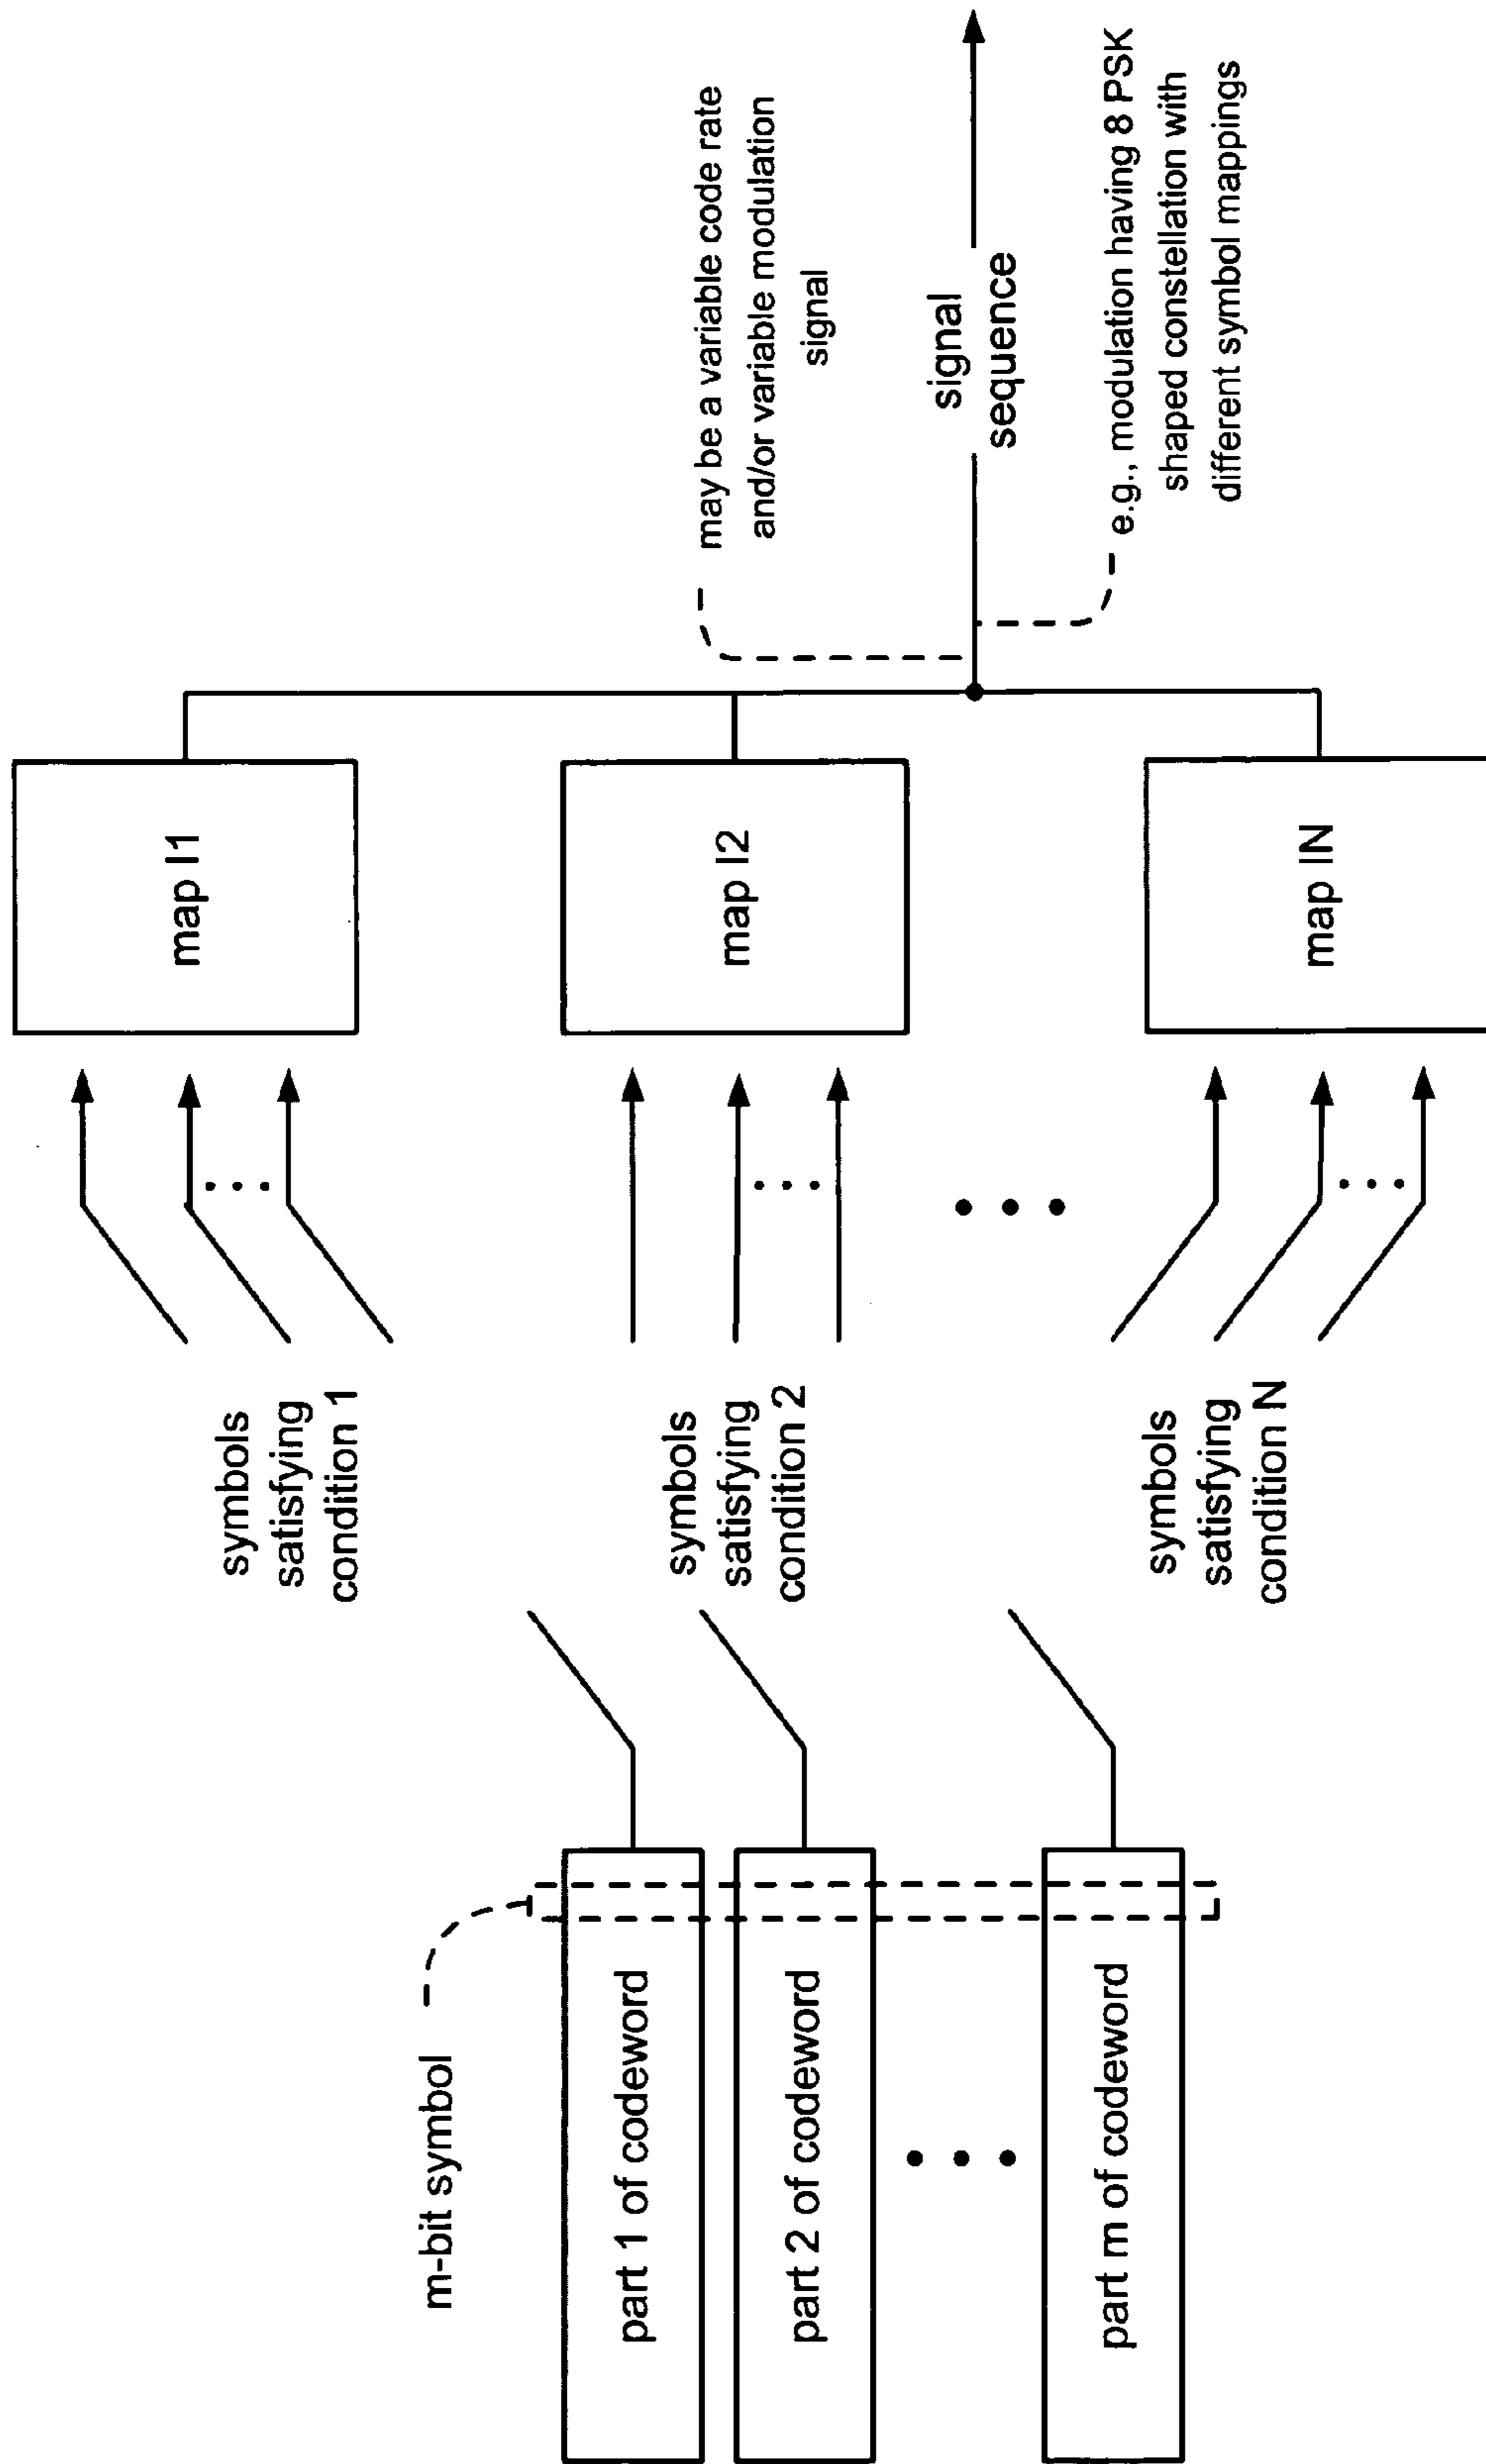 m-bit symbol
part 1 of codeword
part 2 of codeword
part m of codeword
symbols
satisfying
condition 1
symbols
satisfying
condition 2
symbols
satisfying
condition N
map I1
map I2
map IN
may be a variable code rate
and/or variable modulation
signal
signal
sequence
e.g., modulation having 8 PSK
shaped constellation with
different symbol mappings